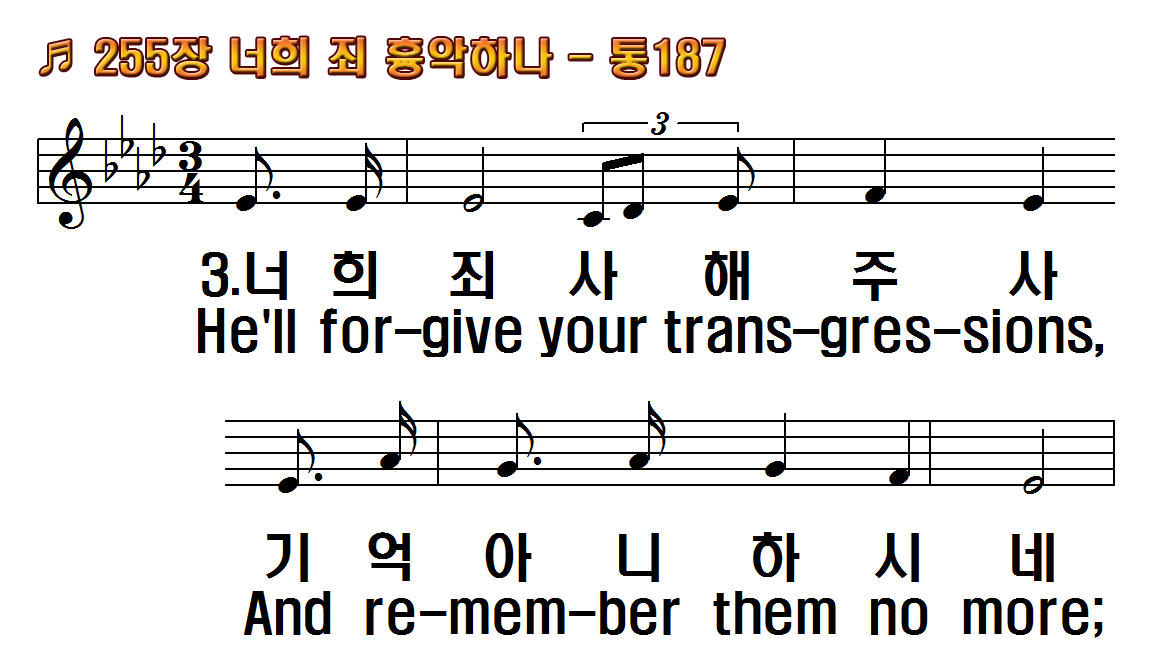 ♬ 255장 너희 죄 흉악하나 - 통187
3
3
4
3.너 희 죄 사 해 주 사
He'll for-give your trans-gres-sions,
기 억 아 니 하 시 네
And re-mem-ber them no more;